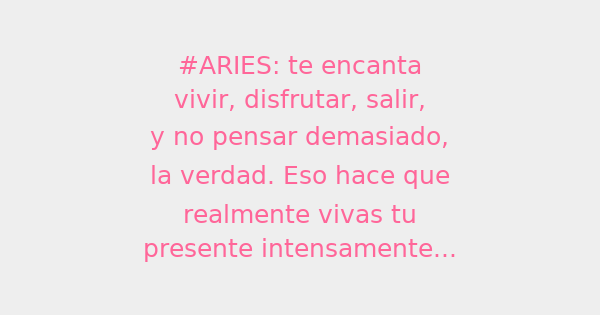 #ARIES: te encanta
vivir, disfrutar, salir,
y no pensar demasiado,
la verdad. Eso hace que
realmente vivas tu
presente intensamente...